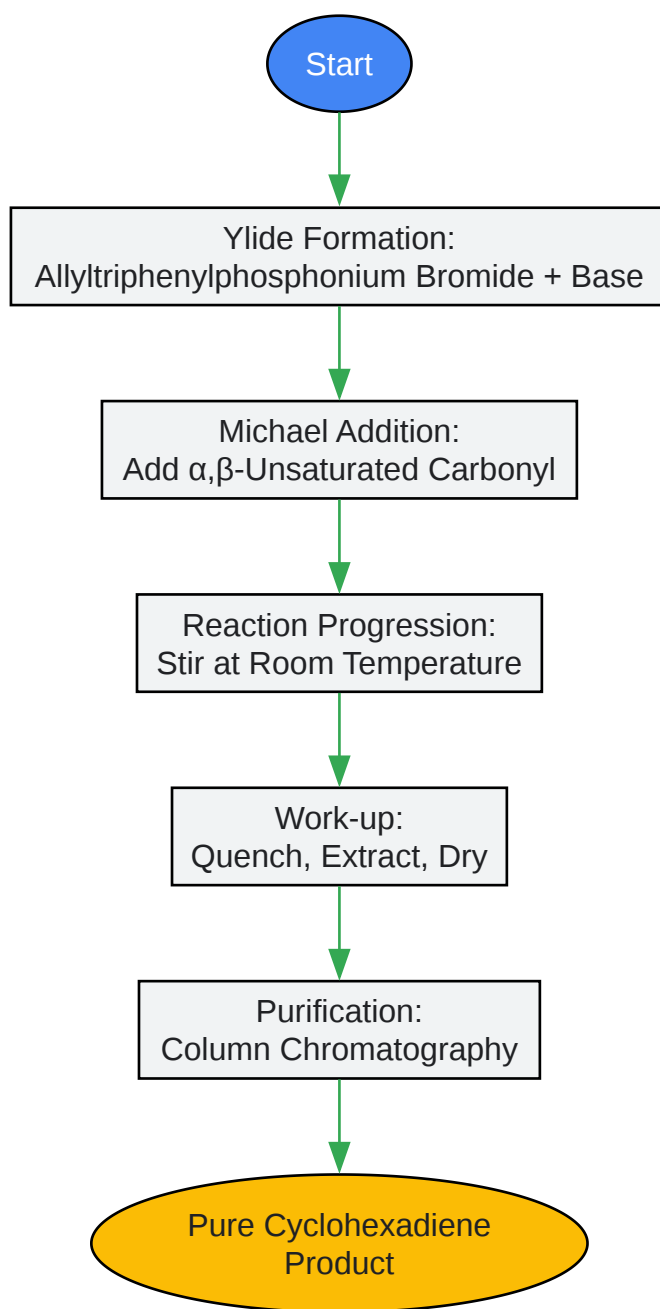 Start
Ylide Formation:
Allyltriphenylphosphonium Bromide + Base
Michael Addition:
Add α,β-Unsaturated Carbonyl
Reaction Progression:
Stir at Room Temperature
Work-up:
Quench, Extract, Dry
Purification:
Column Chromatography
Pure Cyclohexadiene
Product